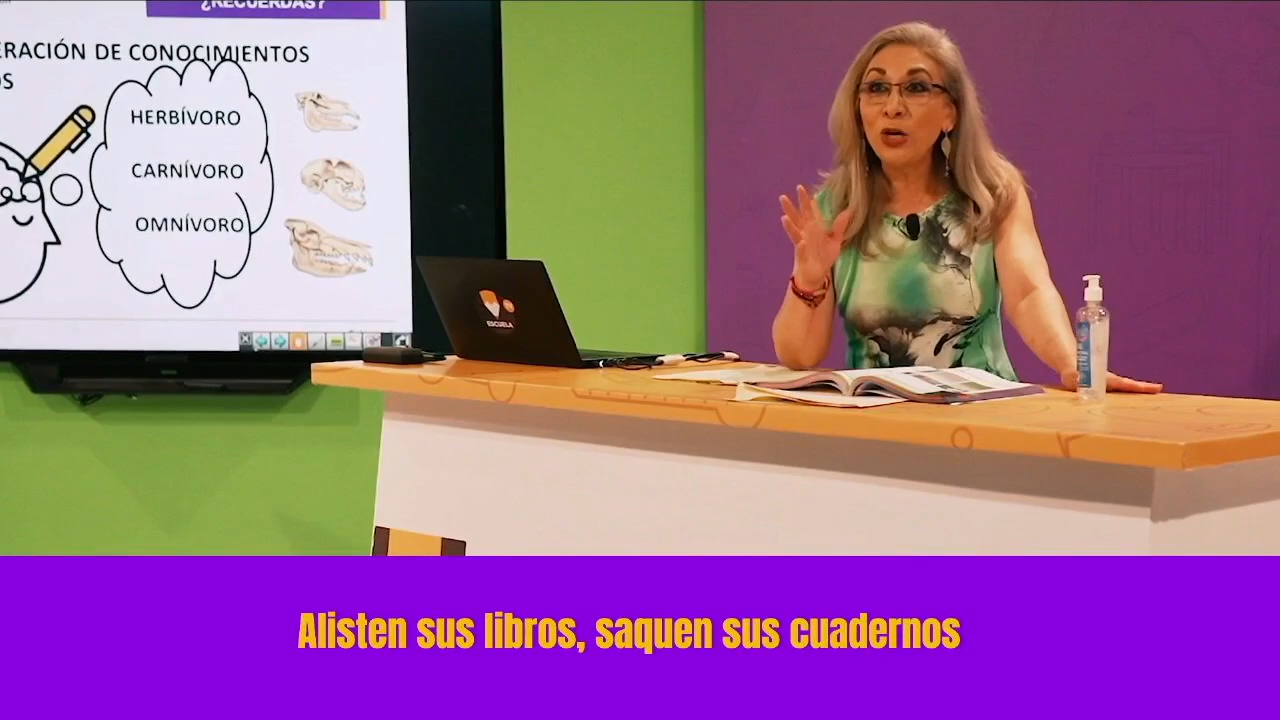 ¿RECUERDAS?
ERACIÓN DE CONOCIMIENTOS
OS
HERBÍVORO
CARNÍVORO
OMNÍVORO
ESCUELA
Alisten sus libros, saquen sus cuadernos